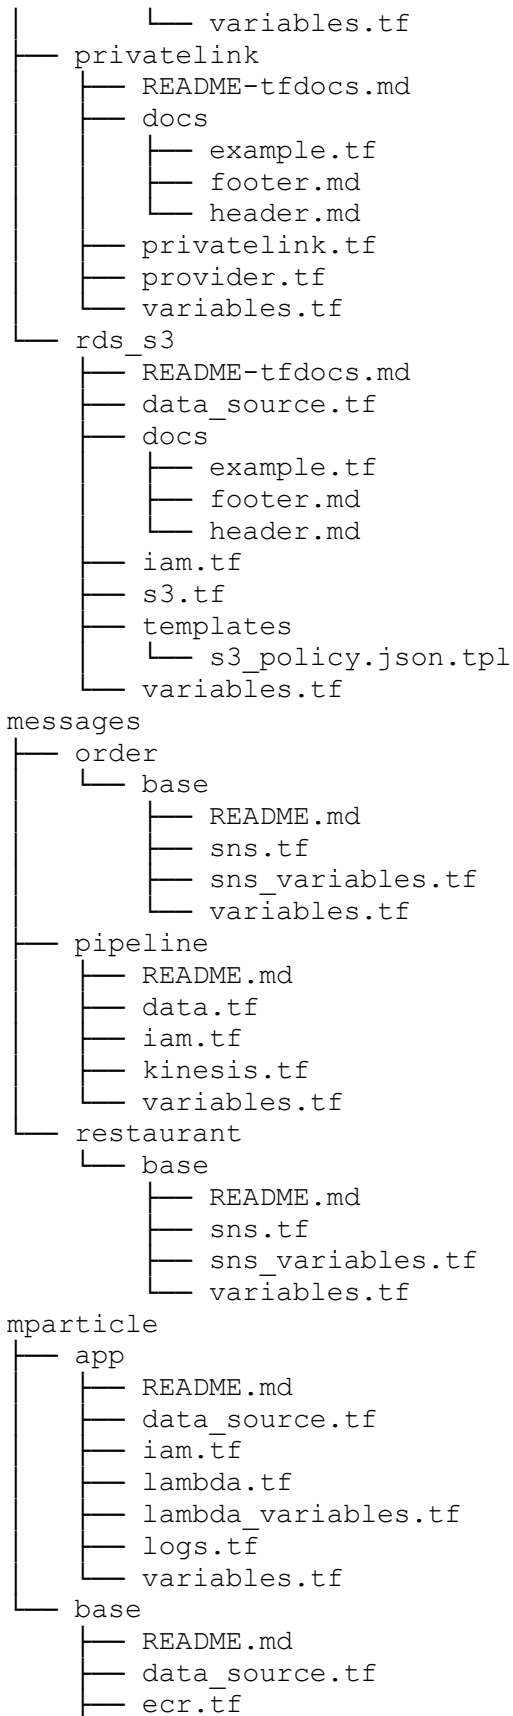 │       └── variables.tf
├── privatelink
│   ├── README-tfdocs.md
│   ├── docs
│   │   ├── example.tf
│   │   ├── footer.md
│   │   └── header.md
│   ├── privatelink.tf
│   ├── provider.tf
│   └── variables.tf
└── rds_s3
    ├── README-tfdocs.md
    ├── data_source.tf
    ├── docs
    │   ├── example.tf
    │   ├── footer.md
    │   └── header.md
    ├── iam.tf
    ├── s3.tf
    ├── templates
    │   └── s3_policy.json.tpl
    └── variables.tf
messages
├── order
│   └── base
│       ├── README.md
│       ├── sns.tf
│       ├── sns_variables.tf
│       └── variables.tf
├── pipeline
│   ├── README.md
│   ├── data.tf
│   ├── iam.tf
│   ├── kinesis.tf
│   └── variables.tf
└── restaurant
    └── base
        ├── README.md
        ├── sns.tf
        ├── sns_variables.tf
        └── variables.tf
mparticle
├── app
│   ├── README.md
│   ├── data_source.tf
│   ├── iam.tf
│   ├── lambda.tf
│   ├── lambda_variables.tf
│   ├── logs.tf
│   └── variables.tf
└── base
    ├── README.md
    ├── data_source.tf
    ├── ecr.tf